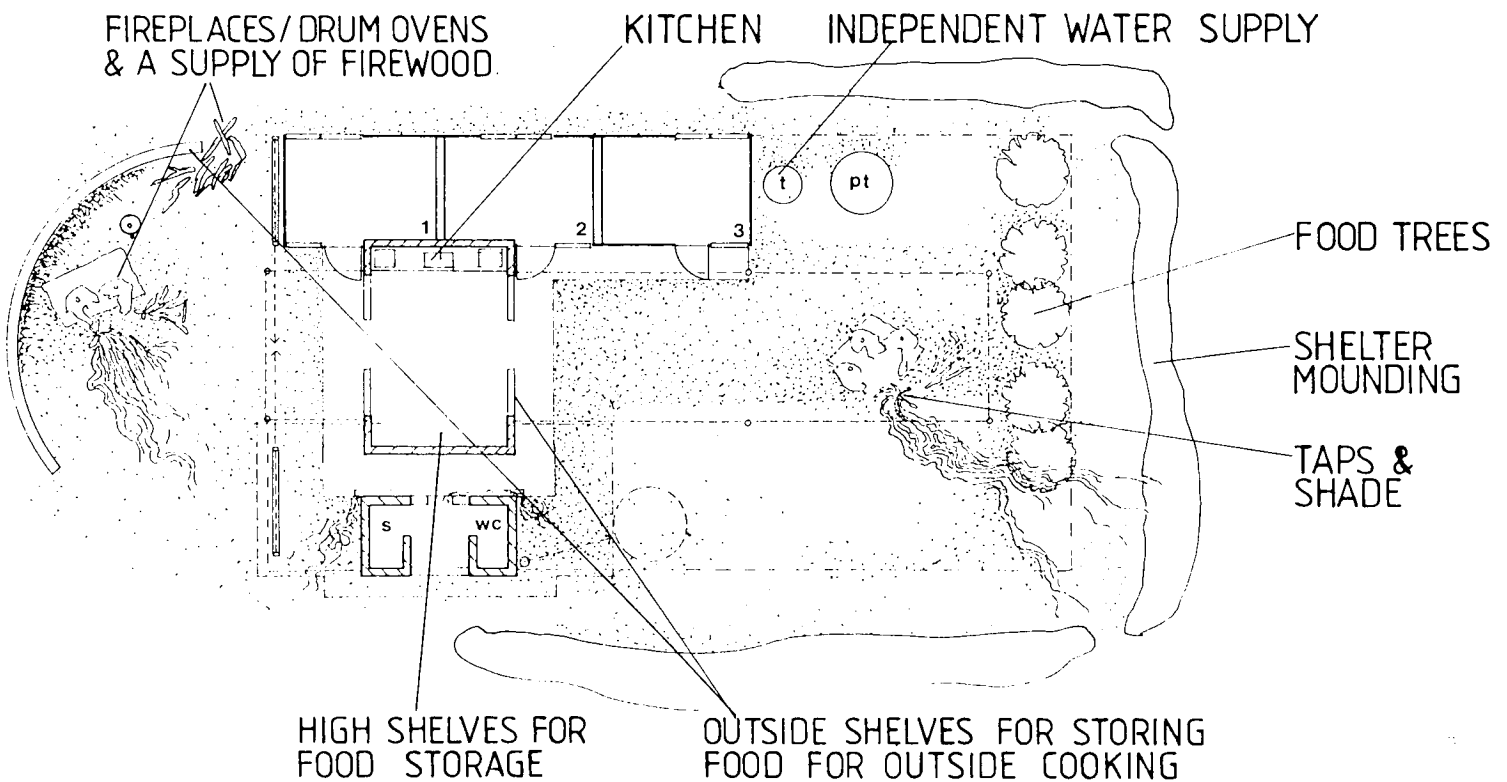 FIREPLACES/DRUM OVENS
& A SUPPLY OF FIREWOOD
KITCHEN
INDEPENDENT WATER SUPPLY
t
pt
1
2
3
FOOD TREES
SHELTER
MOUNDING
TAPS &
SHADE
S
WC
HIGH SHELVES FOR
FOOD STORAGE
OUTSIDE SHELVES FOR STORING
FOOD FOR OUTSIDE COOKING